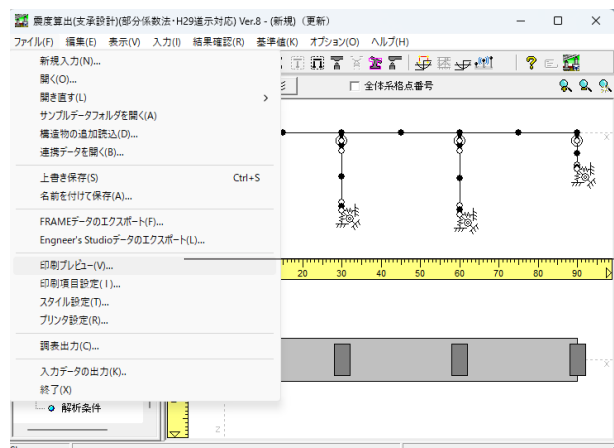 震度算出(支承設計)(部分係数法・H29道示対応) Ver.8 - (新規) (更新)
ファイル(F) 編集(E) 表示(V) 入力(I) 結果確認(R) 基準値(K) オプション(O) ヘルプ(H)
新規入力(N)...
開く(O)...
開き直す(L)
サンプルデータフォルダを開く(A)
構造物の追加読込(D)...
連携データを開く(B)...
上書き保存(S) Ctrl+S
名前を付けて保存(A)...
FRAMEデータのエクスポート(F)...
Engneer's Studioデータのエクスポート(L)...
印刷プレビュー(V)...
印刷項目設定(I)...
スタイル設定(T)...
プリンタ設定(R)...
調表出力(C)...
入力データの出力(K)..
終了(X)
全体系格点番号
X
20 30 40 50 60 70 80 90
X
解析条件
Z